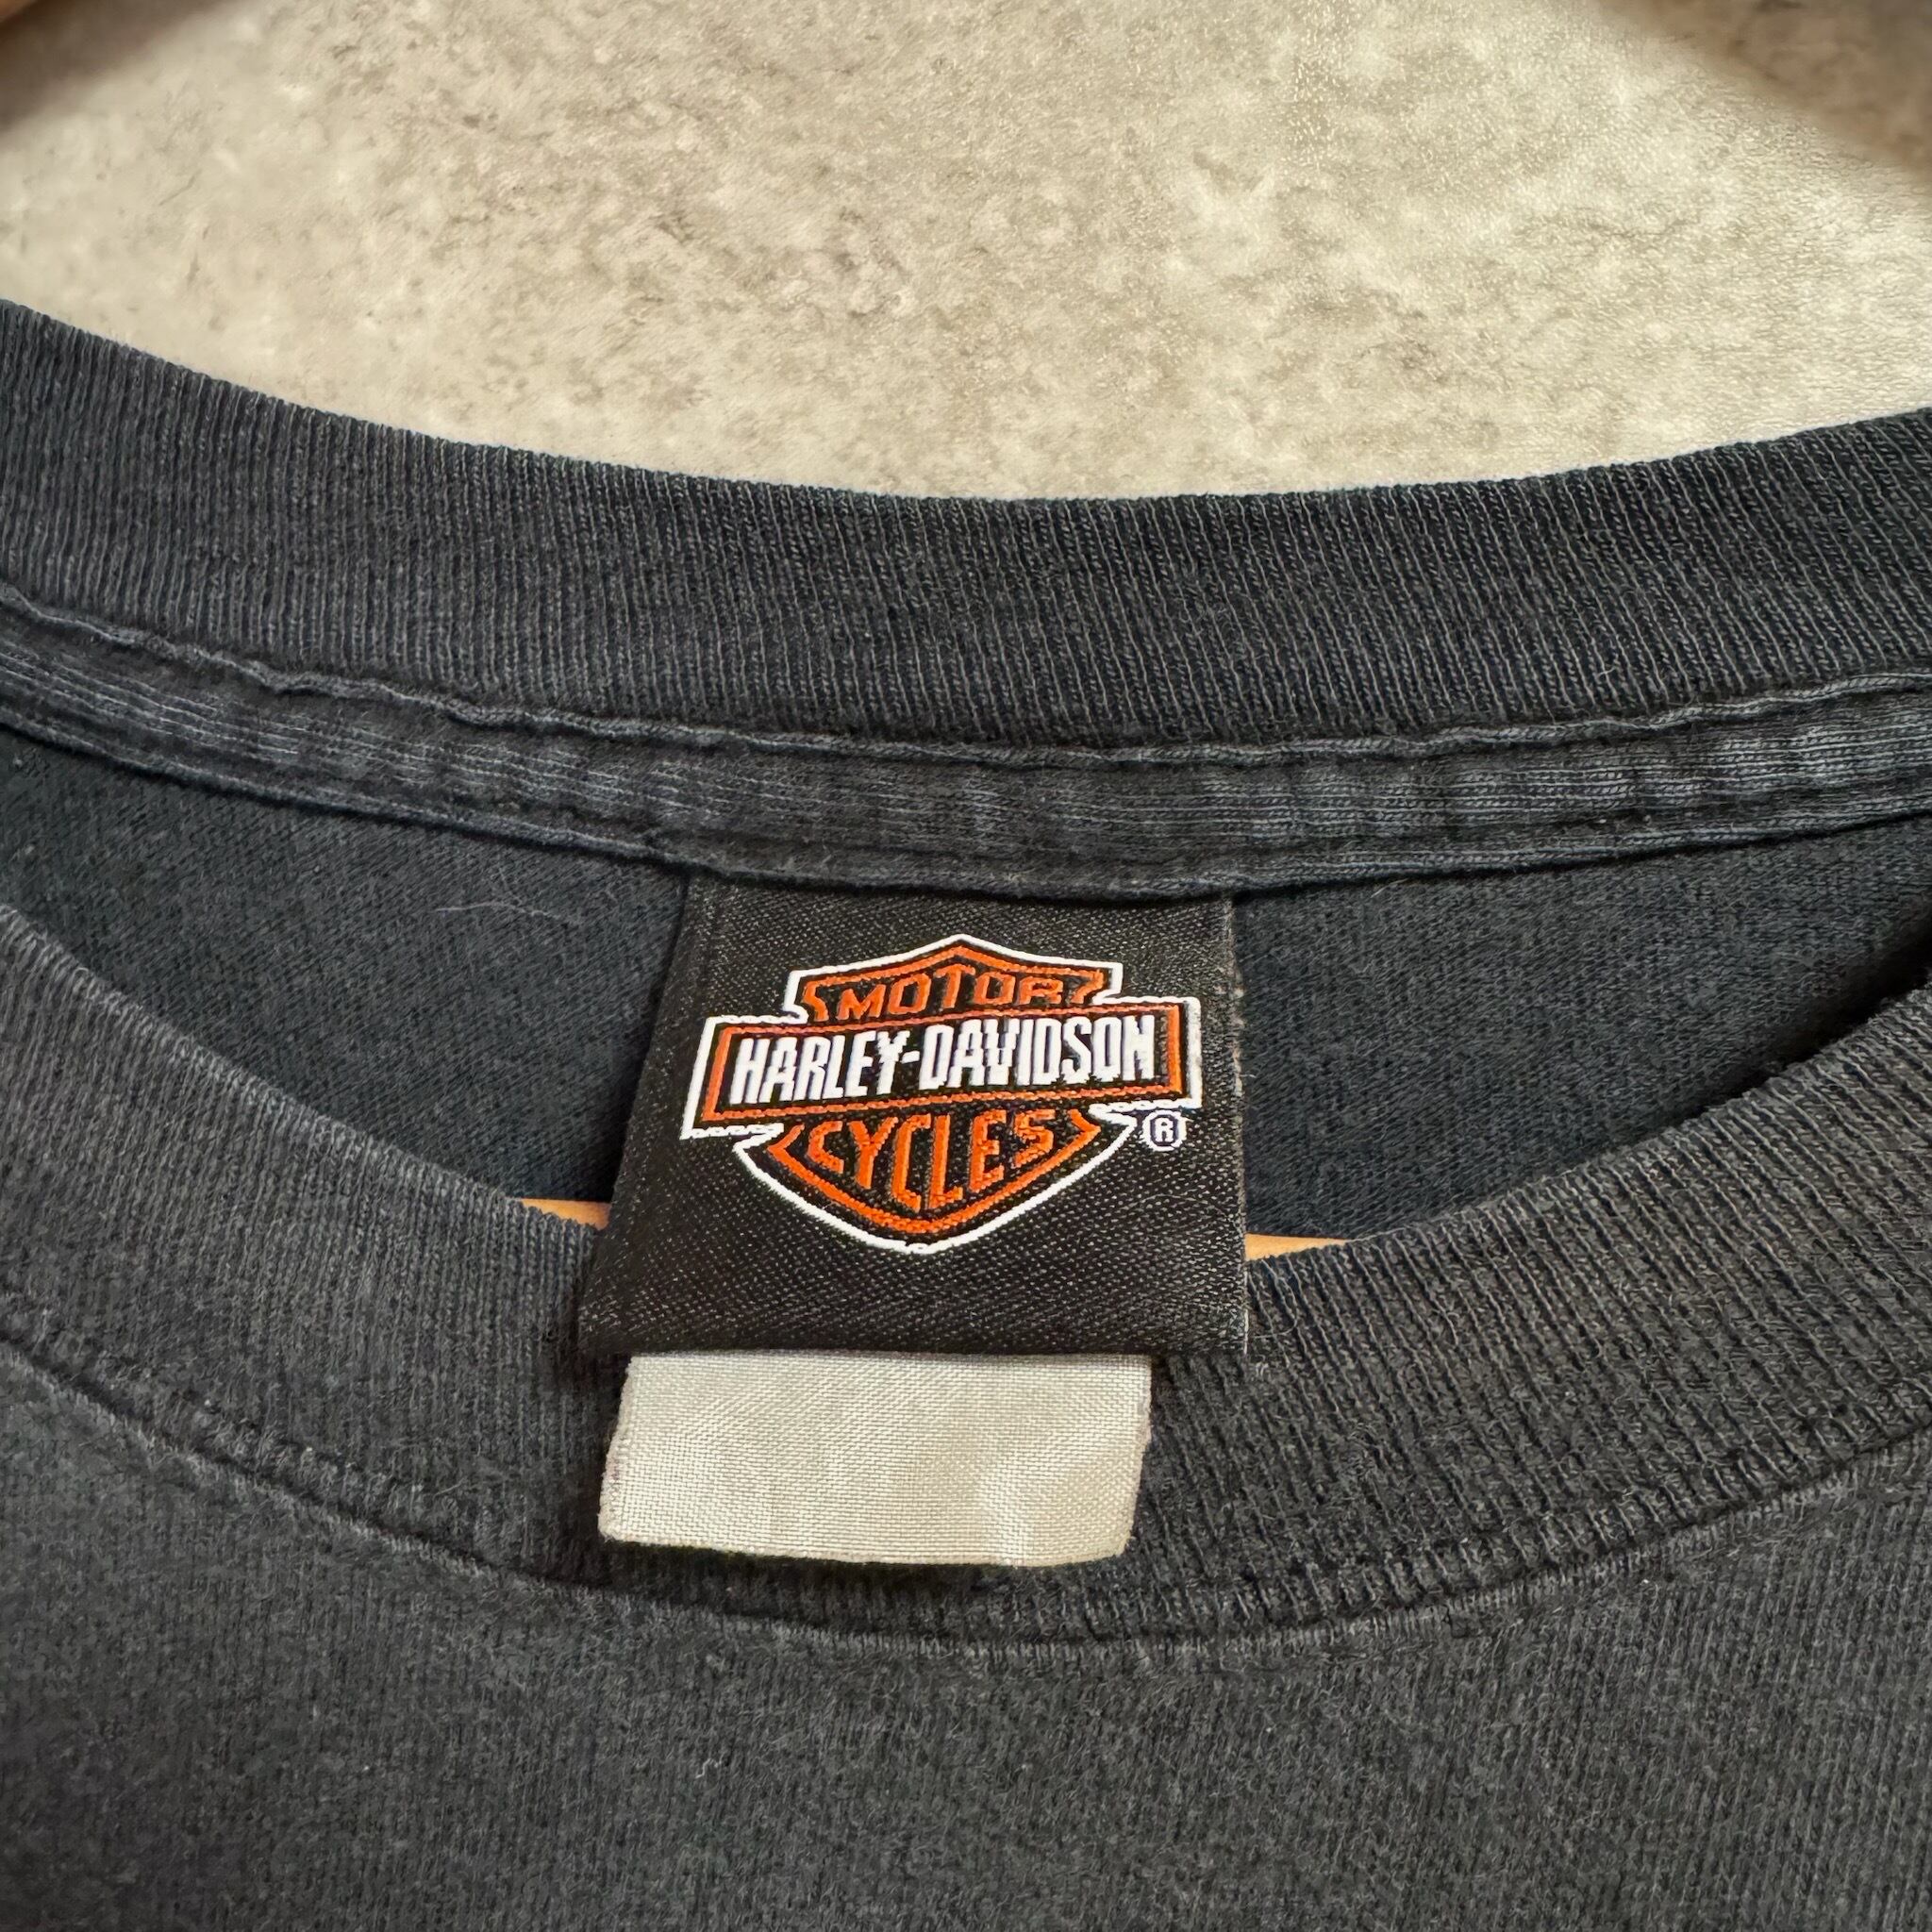 MOTOR
HARLEY-DAVIDSON
CYCLES
®